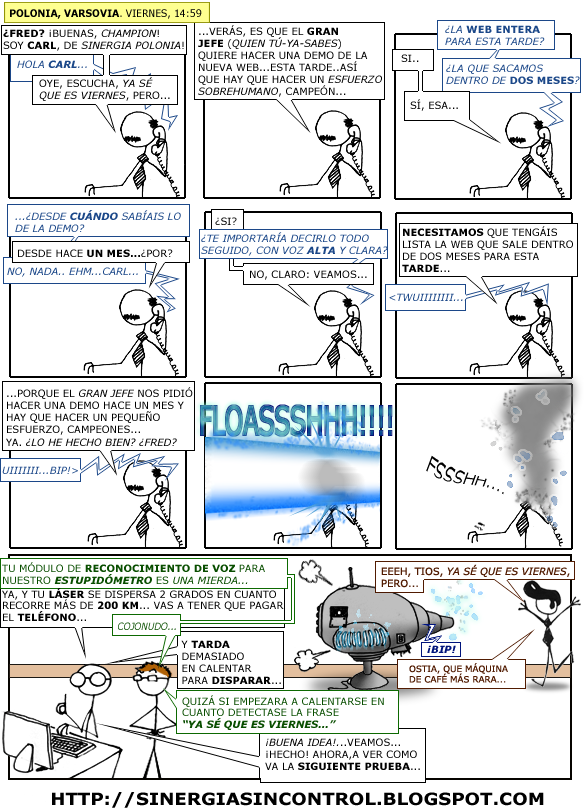 POLONIA, VARSOVIA. VIERNES, 14:59
¿FRED? ¡BUENAS, CHAMPION!
SOY CARL, DE SINERGIA POLONIA!
HOLA CARL...
OYE, ESCUCHA, YA SÉ
QUE ES VIERNES, PERO...
...VERÁS, ES QUE EL GRAN
JEFE (QUIEN TÚ-YA-SABES)
QUIERE HACER UNA DEMO DE LA
NUEVA WEB...ESTA TARDE..ASÍ
QUE HAY QUE HACER UN ESFUERZO
SOBREHUMANO, CAMPEÓN...
¿LA WEB ENTERA
PARA ESTA TARDE?
SI..
¿LA QUE SACAMOS
DENTRO DE DOS MESES?
SÍ, ESA...
...¿DESDE CUÁNDO SABÍAIS LO
DE LA DEMO?
DESDE HACE UN MES...¿POR?
NO, NADA.. EHM...CARL...
¿SI?
¿TE IMPORTARÍA DECIRLO TODO
SEGUIDO, CON VOZ ALTA Y CLARA?
NO, CLARO: VEAMOS...
NECESITAMOS QUE TENGÁIS
LISTA LA WEB QUE SALE DENTRO
DE DOS MESES PARA ESTA
TARDE...
<TWUIIIIIIII...
...PORQUE EL GRAN JEFE NOS PIDIÓ
HACER UNA DEMO HACE UN MES Y
HAY QUE HACER UN PEQUEÑO
ESFUERZO, CAMPEONES...
YA. ¿LO HE HECHO BIEN? ¿FRED?
UIIIIIII...BIP!>
FLOASSSHHH!!!!
FSSSHH....
TU MÓDULO DE RECONOCIMIENTO DE VOZ PARA
NUESTRO ESTUPIDÓMETRO ES UNA MIERDA...
YA, Y TU LÁSER SE DISPERSA 2 GRADOS EN CUANTO
RECORRE MÁS DE 200 KM... VAS A TENER QUE PAGAR
EL TELÉFONO...
COJONUDO...
Y TARDA
DEMASIADO
EN CALENTAR
PARA DISPARAR...
EEEH, TIOS, YA SÉ QUE ES VIERNES,
PERO...
¡BIP!
OSTIA, QUE MÁQUINA
DE CAFÉ MÁS RARA...
QUIZÁ SI EMPEZARA A CALENTARSE EN
CUANTO DETECTASE LA FRASE
"YA SÉ QUE ES VIERNES..."
¡BUENA IDEA!...VEAMOS...
¡HECHO! AHORA,A VER COMO
VA LA SIGUIENTE PRUEBA...
HTTP://SINERGIASINCONTROL.BLOGSPOT.COM